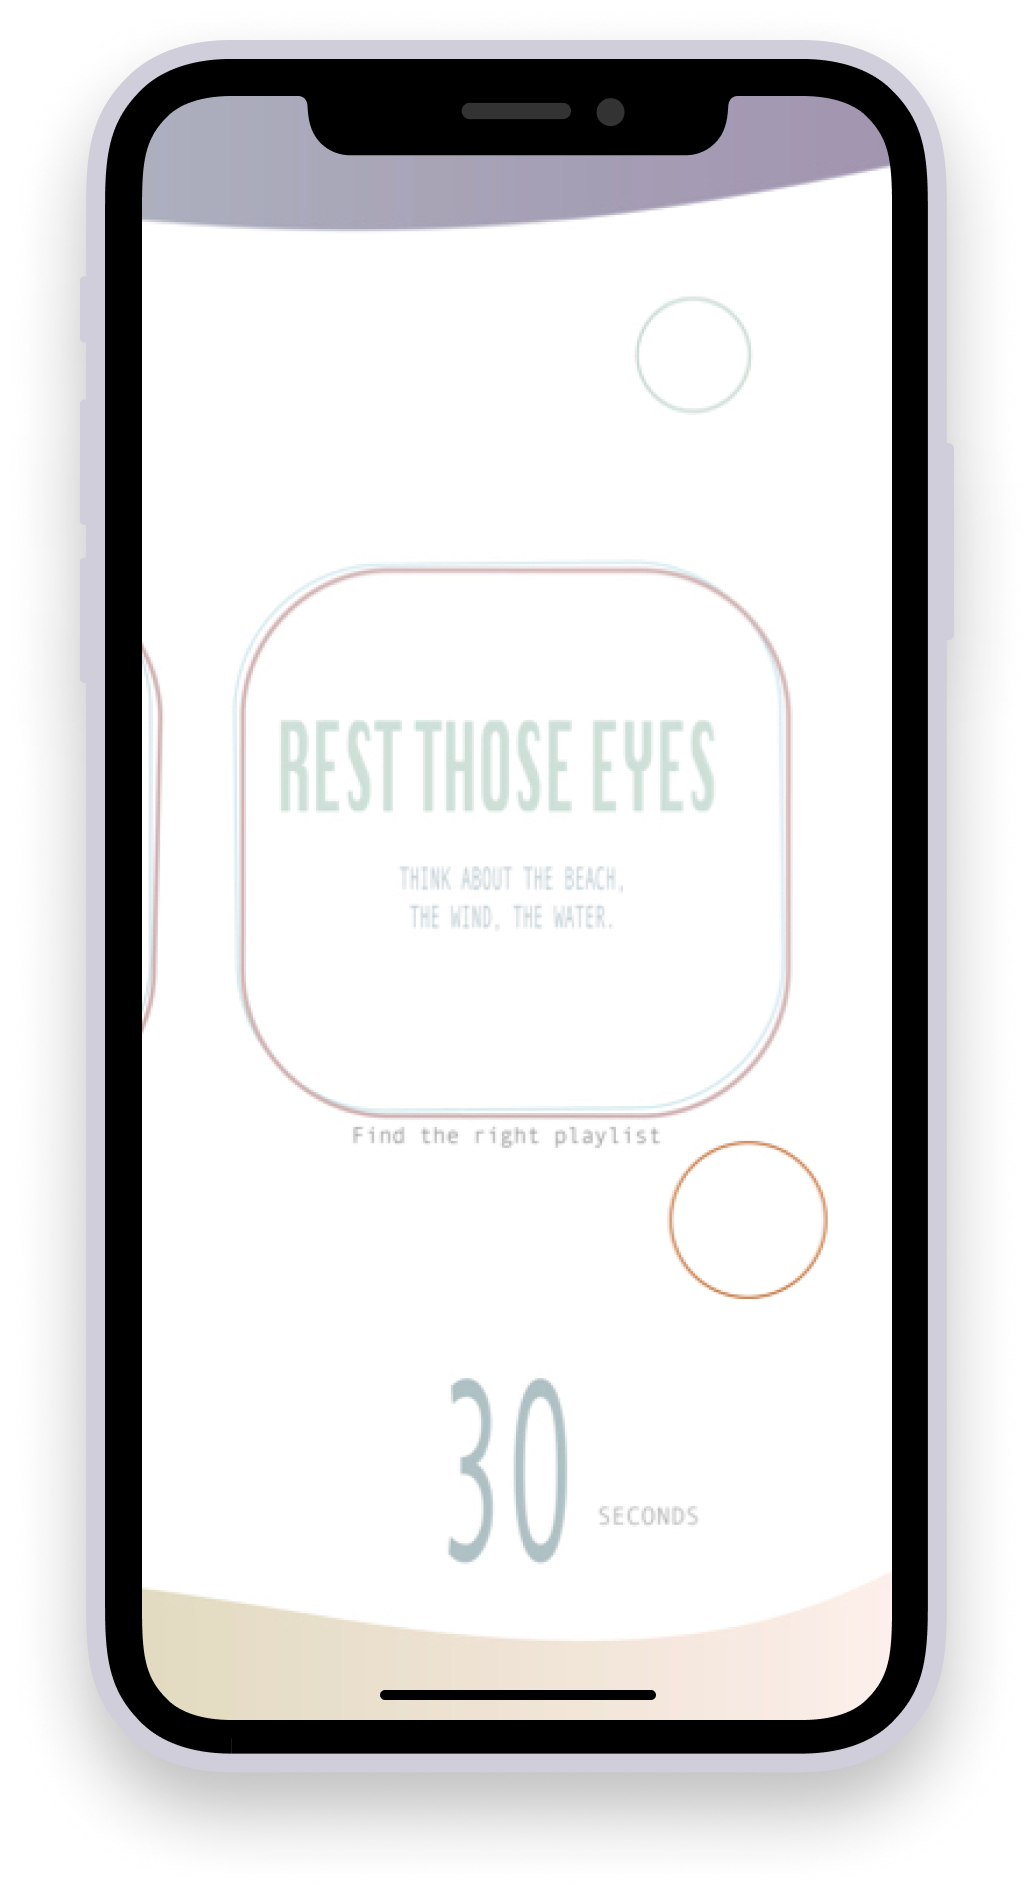 REST THOSE EYES
THINK ABOUT THE BEACH,
THE WIND, THE WATER.
Find the right playlist
30 SECONDS